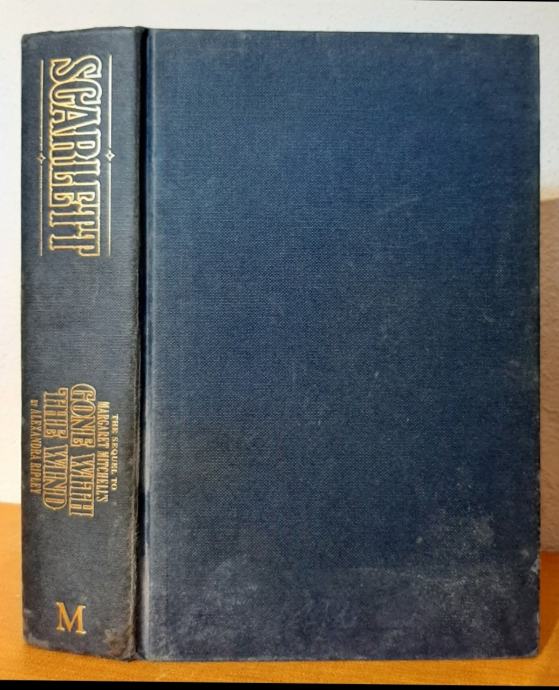 SCARLETT
THE SEQUEL TO
MARGARET MITCHELL'S
GONE WITH
THE WIND
BY ALEXANDRA RIPLEY
M